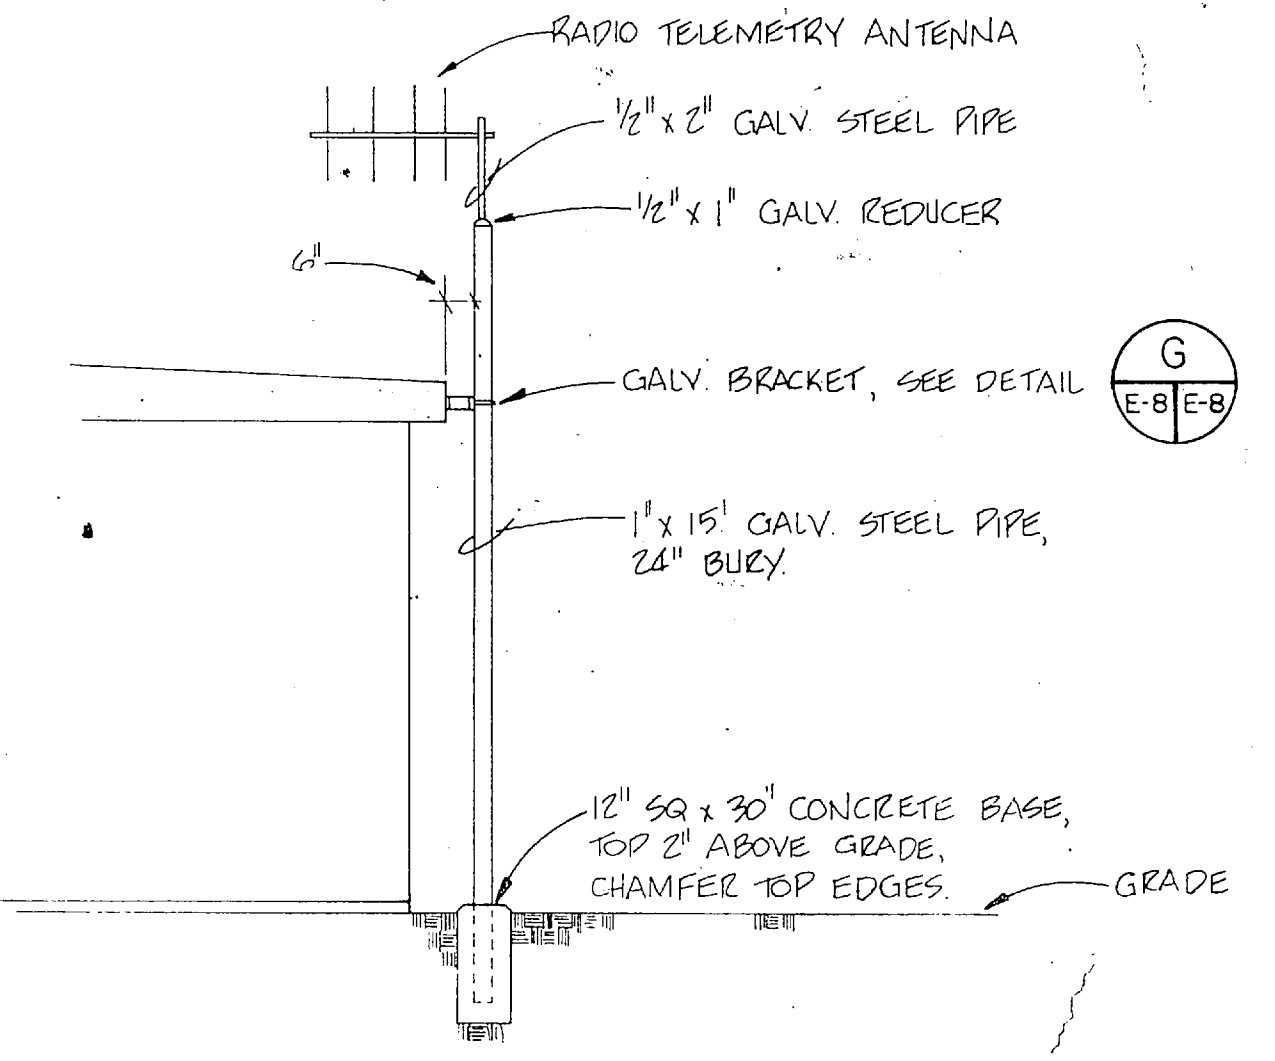 RADIO TELEMETRY ANTENNA
1/2" x 2" GALV. STEEL PIPE
1/2" x 1" GALV. REDUCER
6"
GALV. BRACKET, SEE DETAIL
G
E-8 E-8
1" x 15' GALV. STEEL PIPE,
24" BURY.
12" SQ x 30" CONCRETE BASE,
TOP 2" ABOVE GRADE,
CHAMFER TOP EDGES.
GRADE